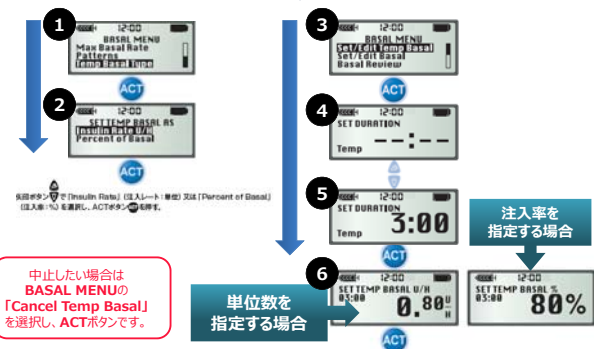 1
12:00
BASAL MENU
Max Basal Rate
Patterns
Temp Basal Type
ACT
2
12:00
SET TEMP BASAL AS
Insulin Rate U/H
Percent of Basal
ACT
矢印ボタンで「Insulin Rate」(注入レート:単位) 又は「Percent of Basal」
(注入率:%) を選択し、ACTボタンを押す。
中止したい場合は
BASAL MENUの
「Cancel Temp Basal」
を選択し、ACTボタンです。
3
12:00
BASAL MENU
Set/Edit Temp Basal
Set/Edit Basal
Basal Review
ACT
4
12:00
SET DURATION
Temp --:--
5
12:00
SET DURATION
Temp 3:00
ACT
6
12:00
SET TEMP BASAL U/H
03:00
0.80 U/H
ACT
単位数を
指定する場合
注入率を
指定する場合
12:00
SET TEMP BASAL %
03:00
80%